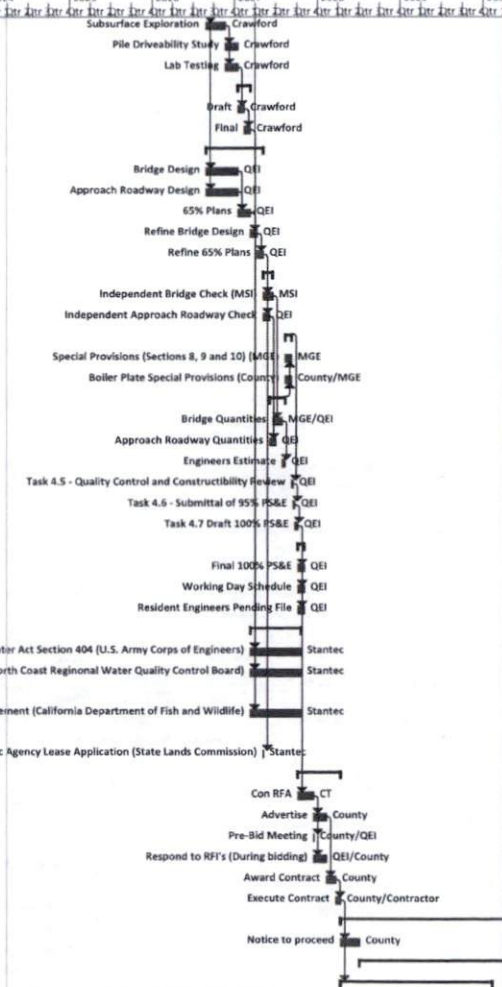 Subsurface Exploration Crawford
Pile Driveability Study Crawford
Lab Testing Crawford
Draft Crawford
Final Crawford
Bridge Design QEI
Approach Roadway Design QEI
65% Plans QEI
Refine Bridge Design QEI
Refine 65% Plans QEI
Independent Bridge Check (MSI) MSI
Independent Approach Roadway Check QEI
Special Provisions (Sections 8, 9 and 10) (MGE) MGE
Boiler Plate Special Provisions (County) County/MGE
Bridge Quantities MGE/QEI
Approach Roadway Quantities QEI
Engineers Estimate QEI
Task 4.5 - Quality Control and Constructibility Review QEI
Task 4.6 - Submittal of 95% PS&E QEI
Task 4.7 Draft 100% PS&E QEI
Final 100% PS&E QEI
Working Day Schedule QEI
Resident Engineers Pending File QEI
ter Act Section 404 (U.S. Army Corps of Engineers) Stantec
rth Coast Reginonal Water Quality Control Board) Stantec
ement (California Department of Fish and Wildlife) Stantec
c Agency Lease Application (State Lands Commission) Stantec
Con RFA CT
Advertise County
Pre-Bid Meeting County/QEI
Respond to RFI's (During bidding) QEI/County
Award Contract County
Execute Contract County/Contractor
Notice to proceed County